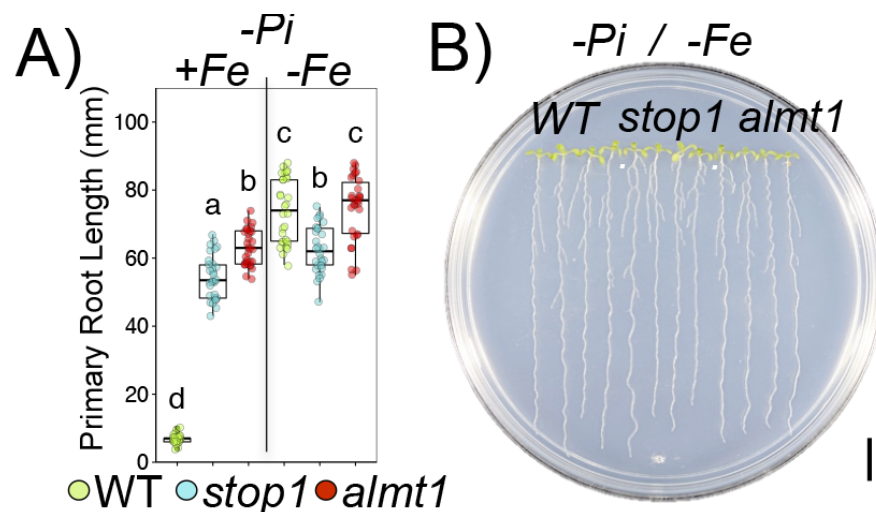 A)
-Pi
+Fe -Fe
Primary Root Length (mm)
100
80
60
40
20
0
d
a
b
c
b
c
WT stop1 almt1
B)
-Pi / -Fe
WT stop1 almt1